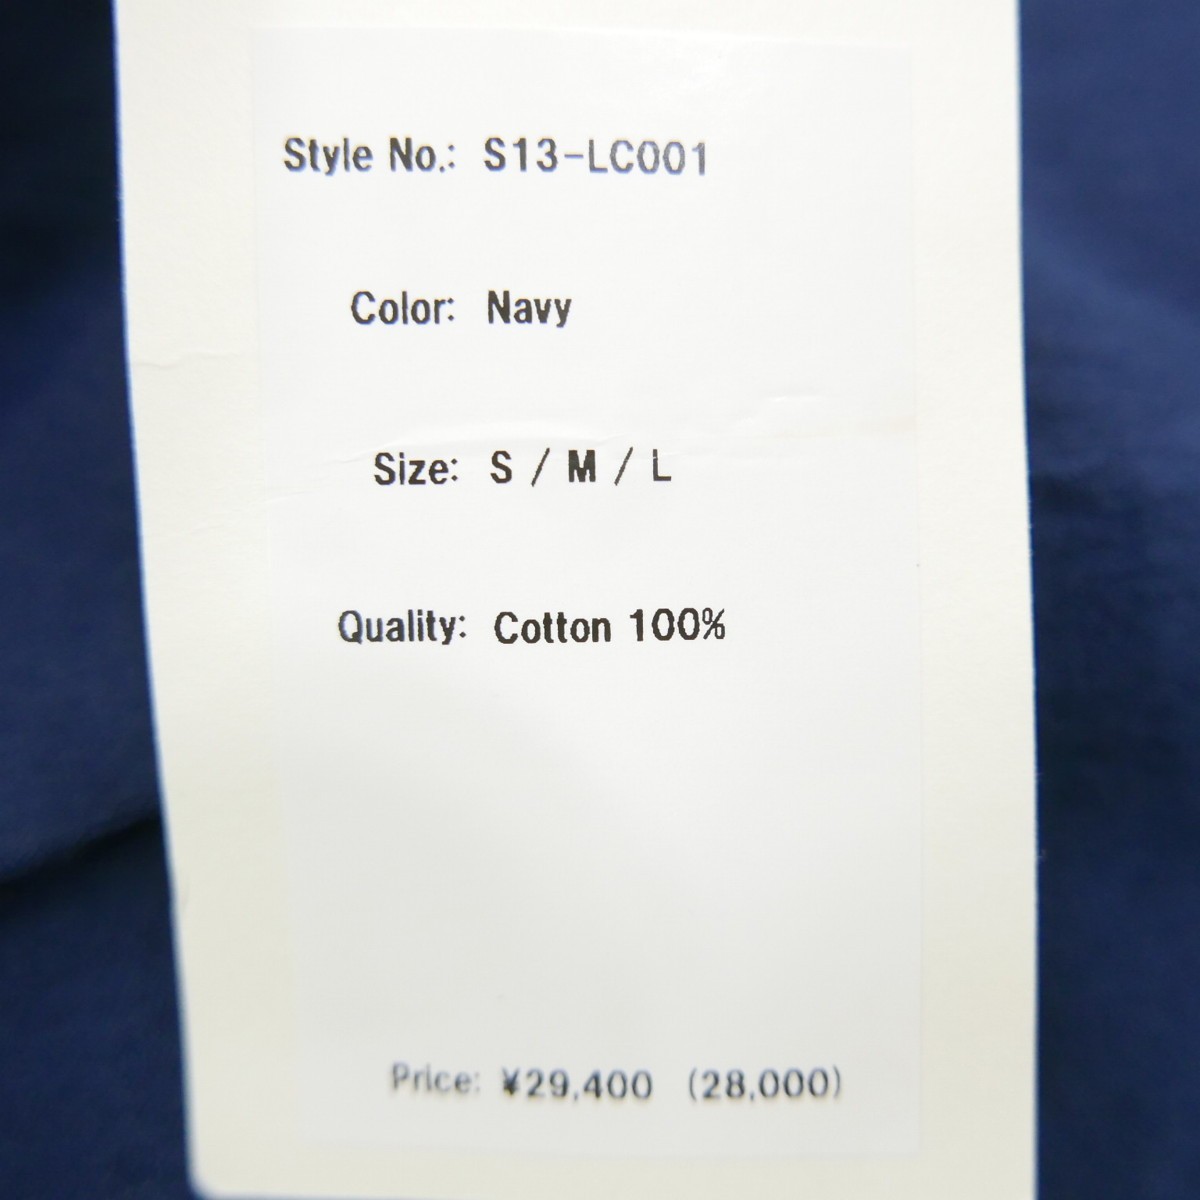 Style No.: S13-LC001
Color: Navy
Size: S / M / L
Quality: Cotton 100%
Price: ¥29,400 (28,000)